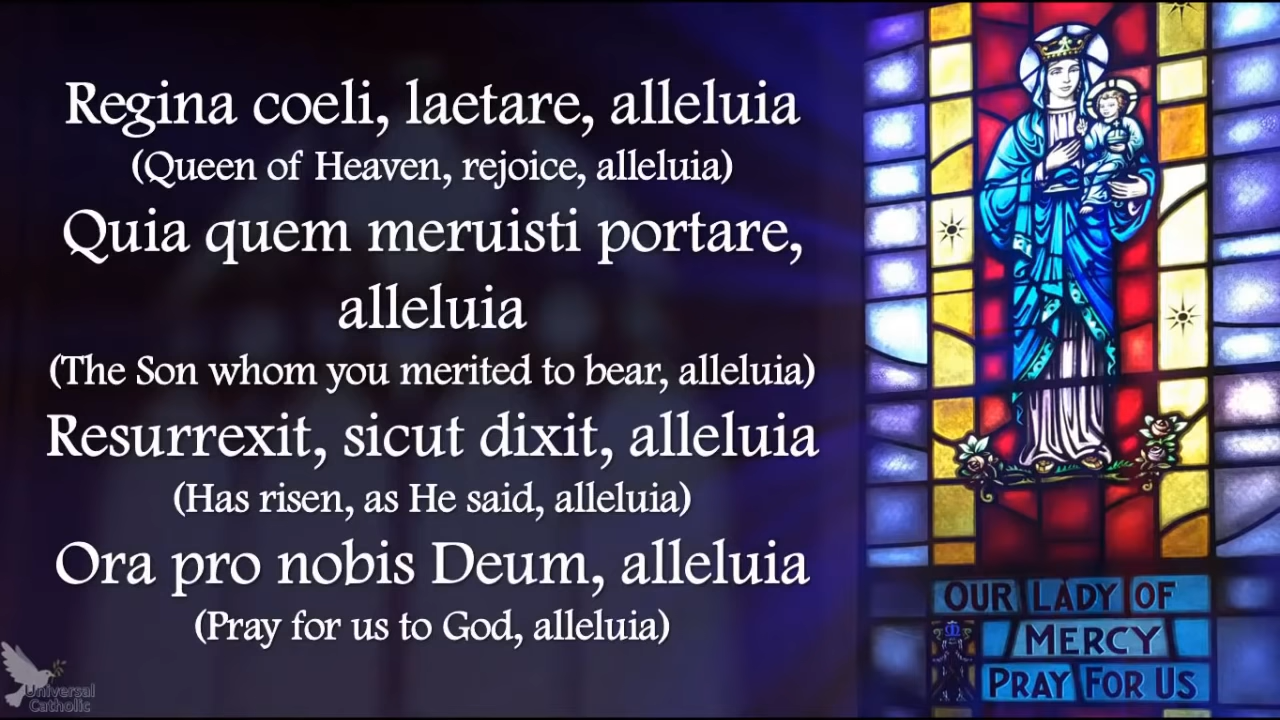 Regina coeli, laetare, alleluia
(Queen of Heaven, rejoice, alleluia)
Quia quem meruisti portare,
alleluia
(The Son whom you merited to bear, alleluia)
Resurrexit, sicut dixit, alleluia
(Has risen, as He said, alleluia)
Ora pro nobis Deum, alleluia
(Pray for us to God, alleluia)
OUR LADY OF
MERCY
PRAY FOR US
Universal
Catholic